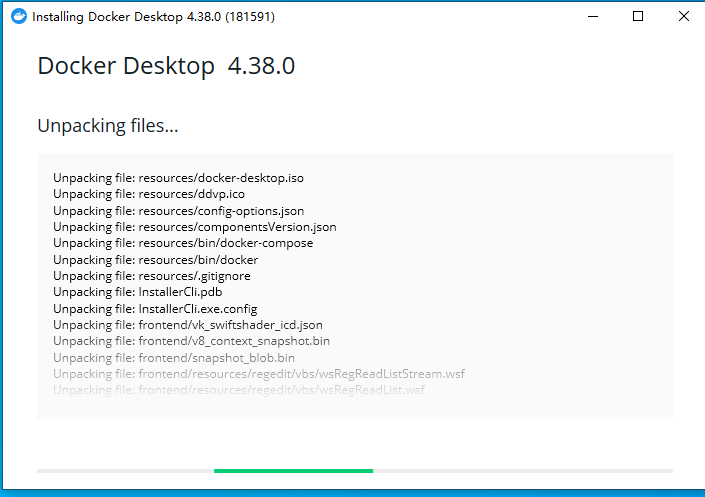 Installing Docker Desktop 4.38.0 (181591)
Docker Desktop 4.38.0
Unpacking files...
Unpacking file: resources/docker-desktop.iso
Unpacking file: resources/ddvp.ico
Unpacking file: resources/config-options.json
Unpacking file: resources/componentsVersion.json
Unpacking file: resources/bin/docker-compose
Unpacking file: resources/bin/docker
Unpacking file: resources/.gitignore
Unpacking file: InstallerCli.pdb
Unpacking file: InstallerCli.exe.config
Unpacking file: frontend/vk_swiftshader_icd.json
Unpacking file: frontend/v8_context_snapshot.bin
Unpacking file: frontend/snapshot_blob.bin
Unpacking file: frontend/resources/regedit/vbs/wsRegReadListStream.wsf
Unpacking file: frontend/resources/regedit/vbs/wsRegReadList.wsf